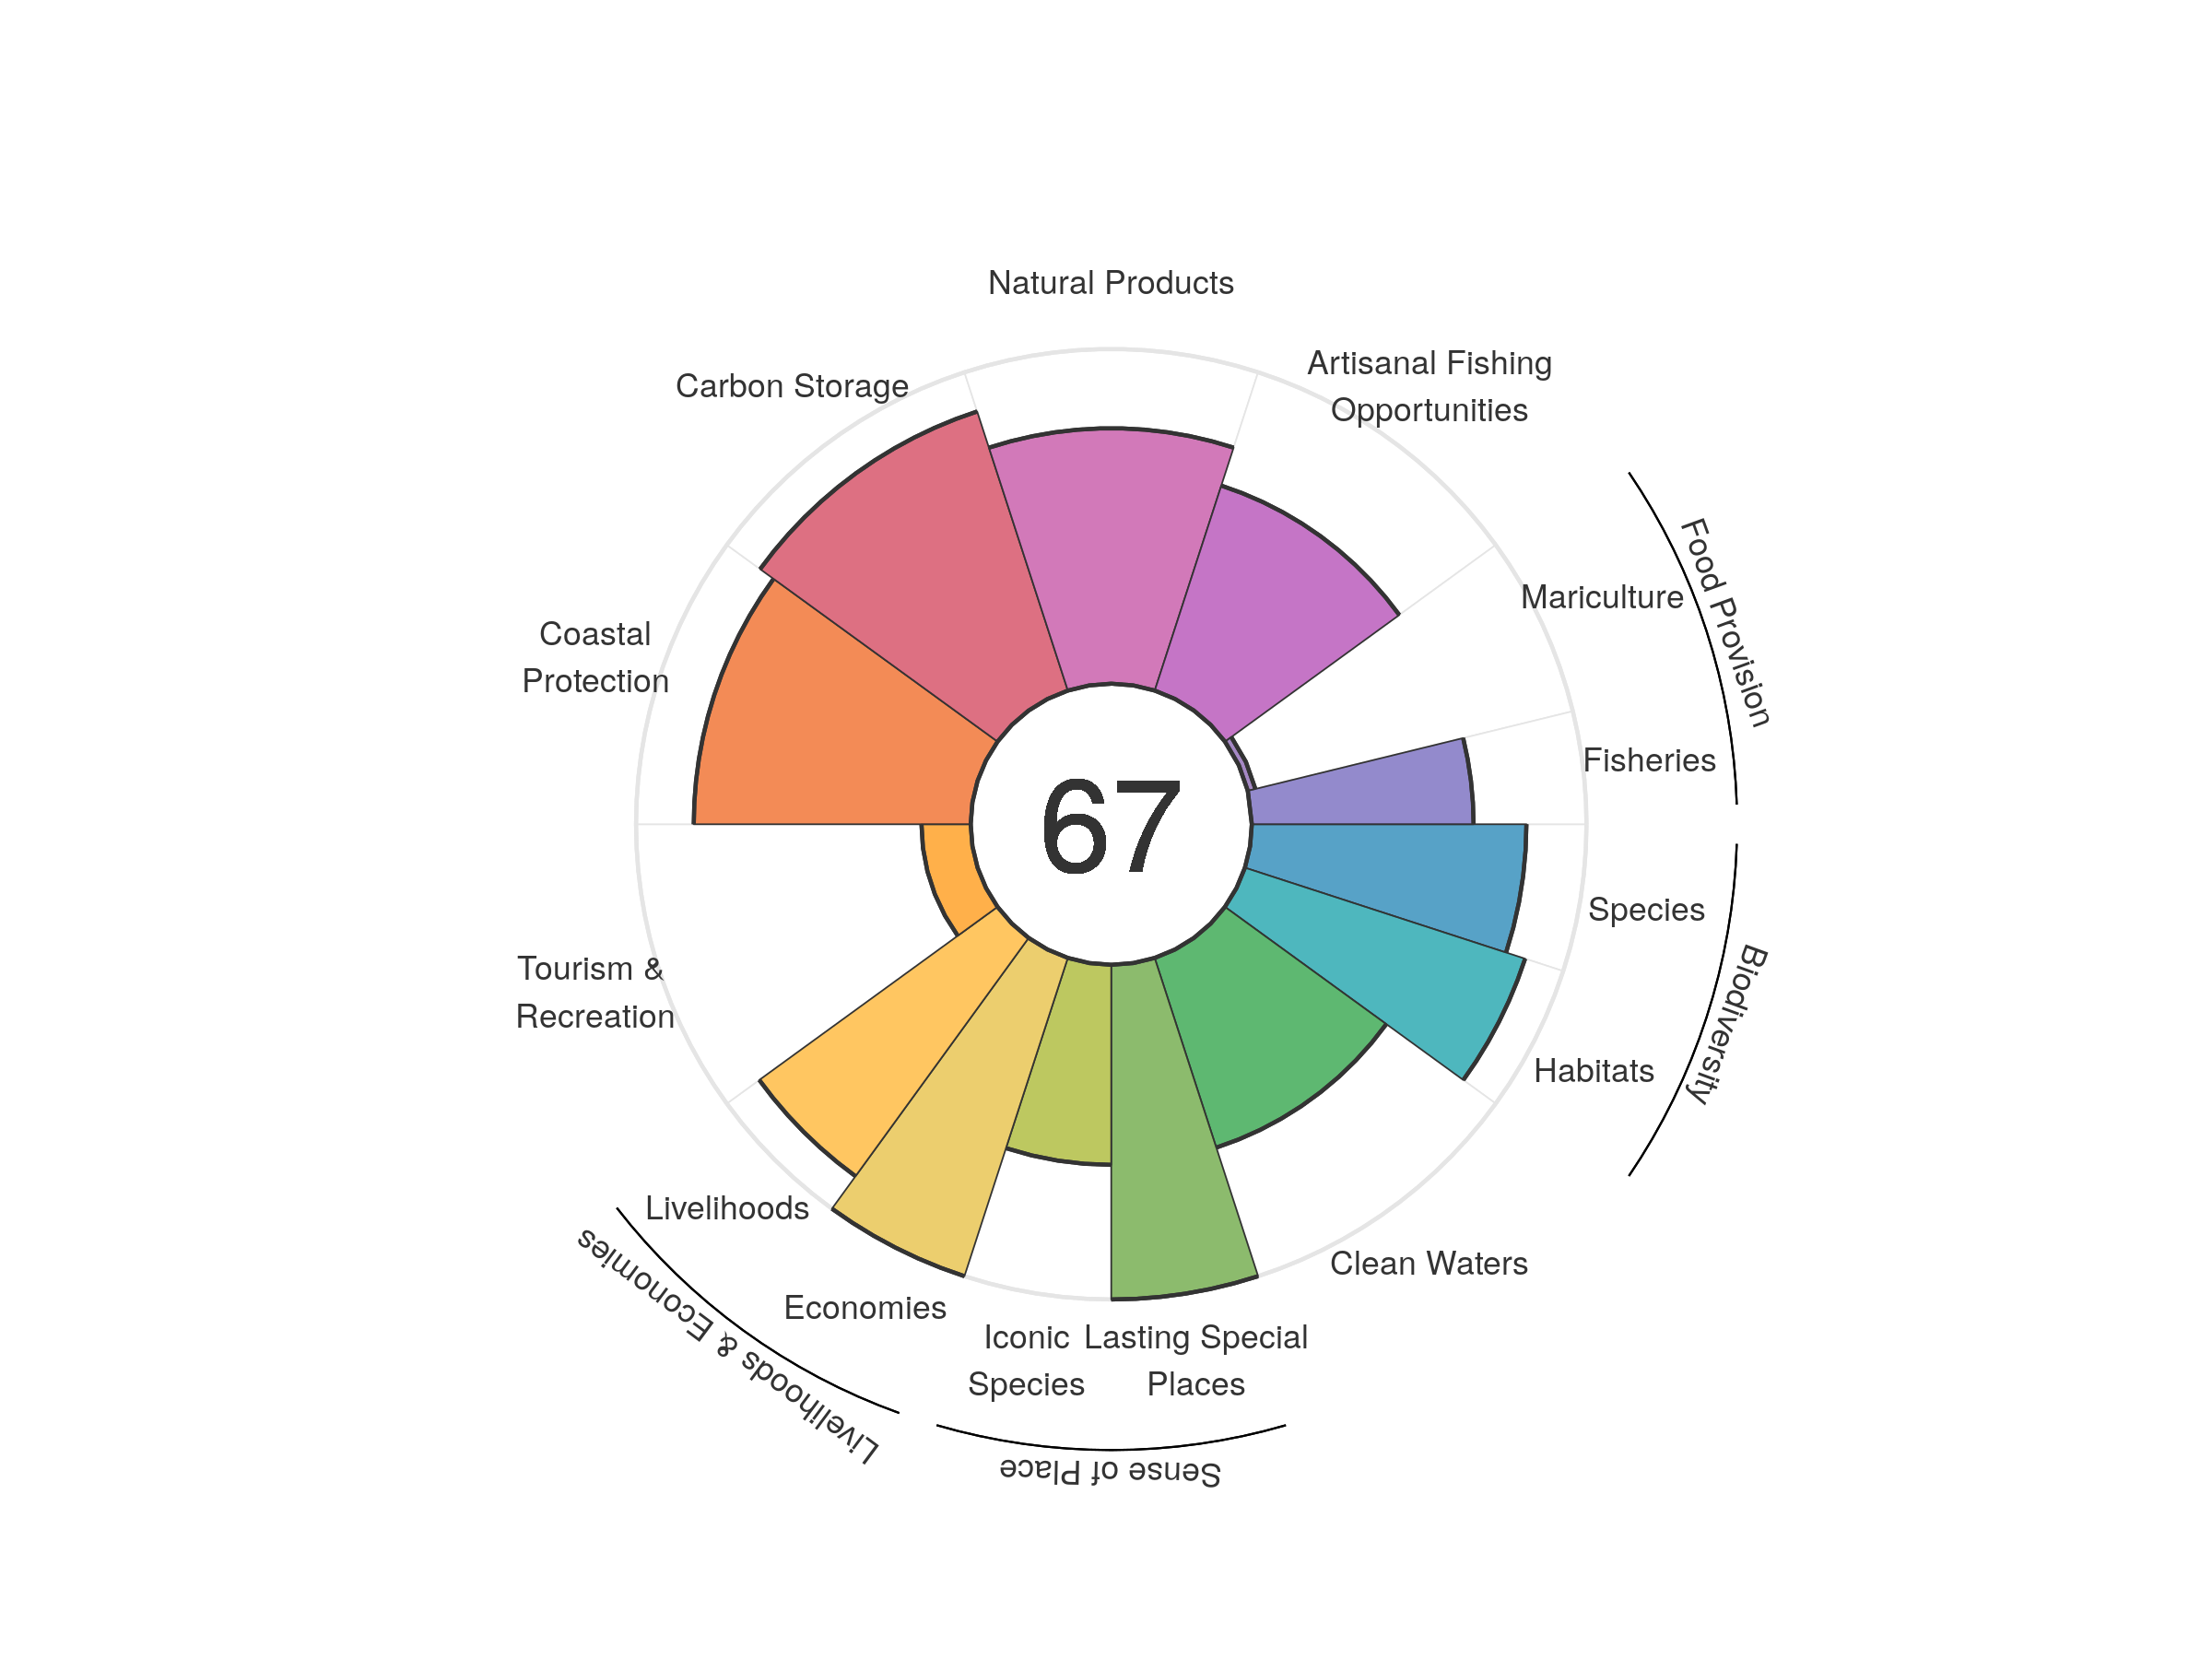 Natural Products
Artisanal Fishing
Opportunities
Carbon Storage
Food Provision
Mariculture
Coastal
Protection
Fisheries
67
Species
Biodiversity
Tourism &
Recreation
Habitats
Livelihoods
Clean Waters
Livelihoods & Economies
Economies
Iconic
Species
Lasting Special
Places
Sense of Place